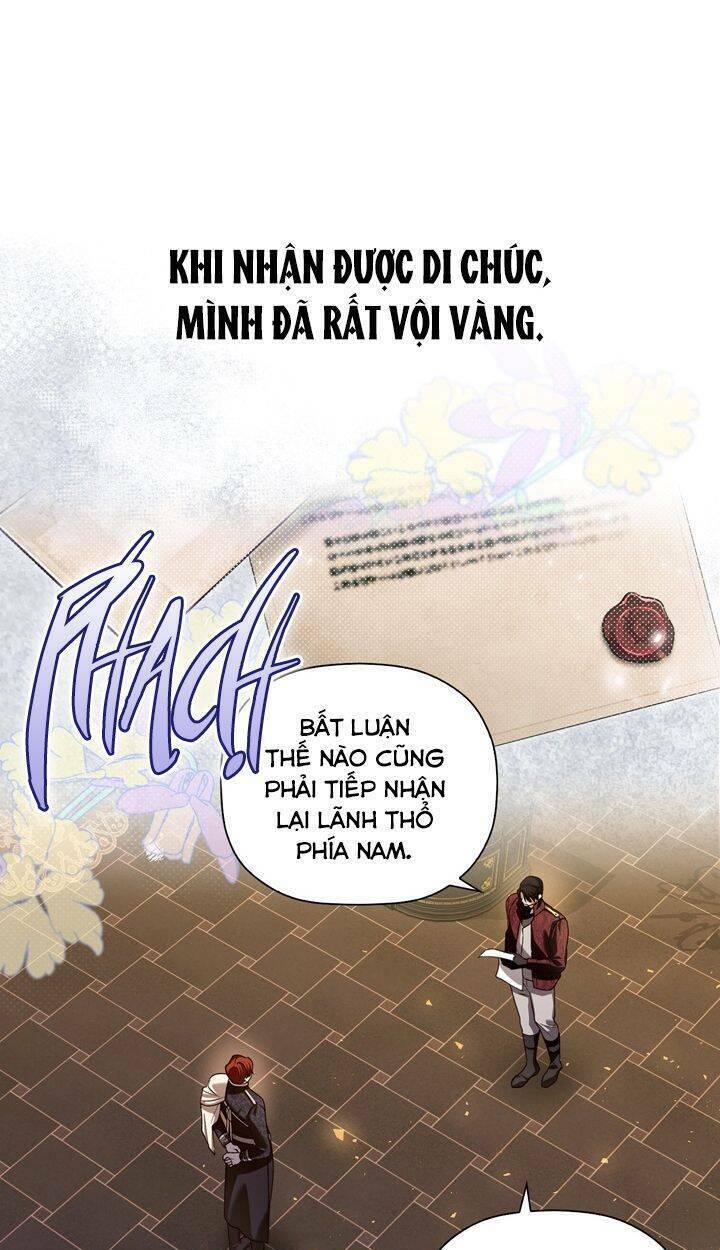 KHI NHẬN ĐƯỢC DI CHÚC,
MÌNH ĐÃ RẤT VỘI VÀNG.
PHẠCH
BẤT LUẬN
THẾ NÀO CŨNG
PHẢI TIẾP NHẬN
LẠI LÃNH THỔ
PHÍA NAM.